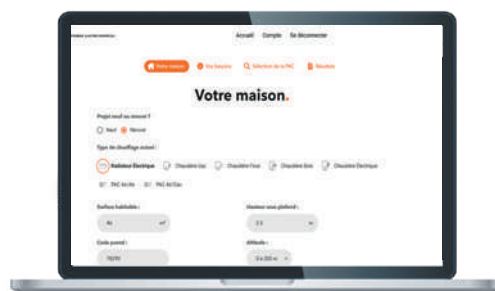 Accueil Compte Se déconnecter
Votre maison Vos besoins Sélection de la PAC Résultats
Votre maison.
Projet neuf ou rénové ?
Neuf Rénové
Type de chauffage actuel :
Radiateur Électrique Chaudière Gaz Chaudière Fioul Chaudière Bois Chaudière Électrique
PAC Air/Air PAC Air/Eau
Surface habitable : Hauteur sous plafond :
m² m
Code postal : Altitude :